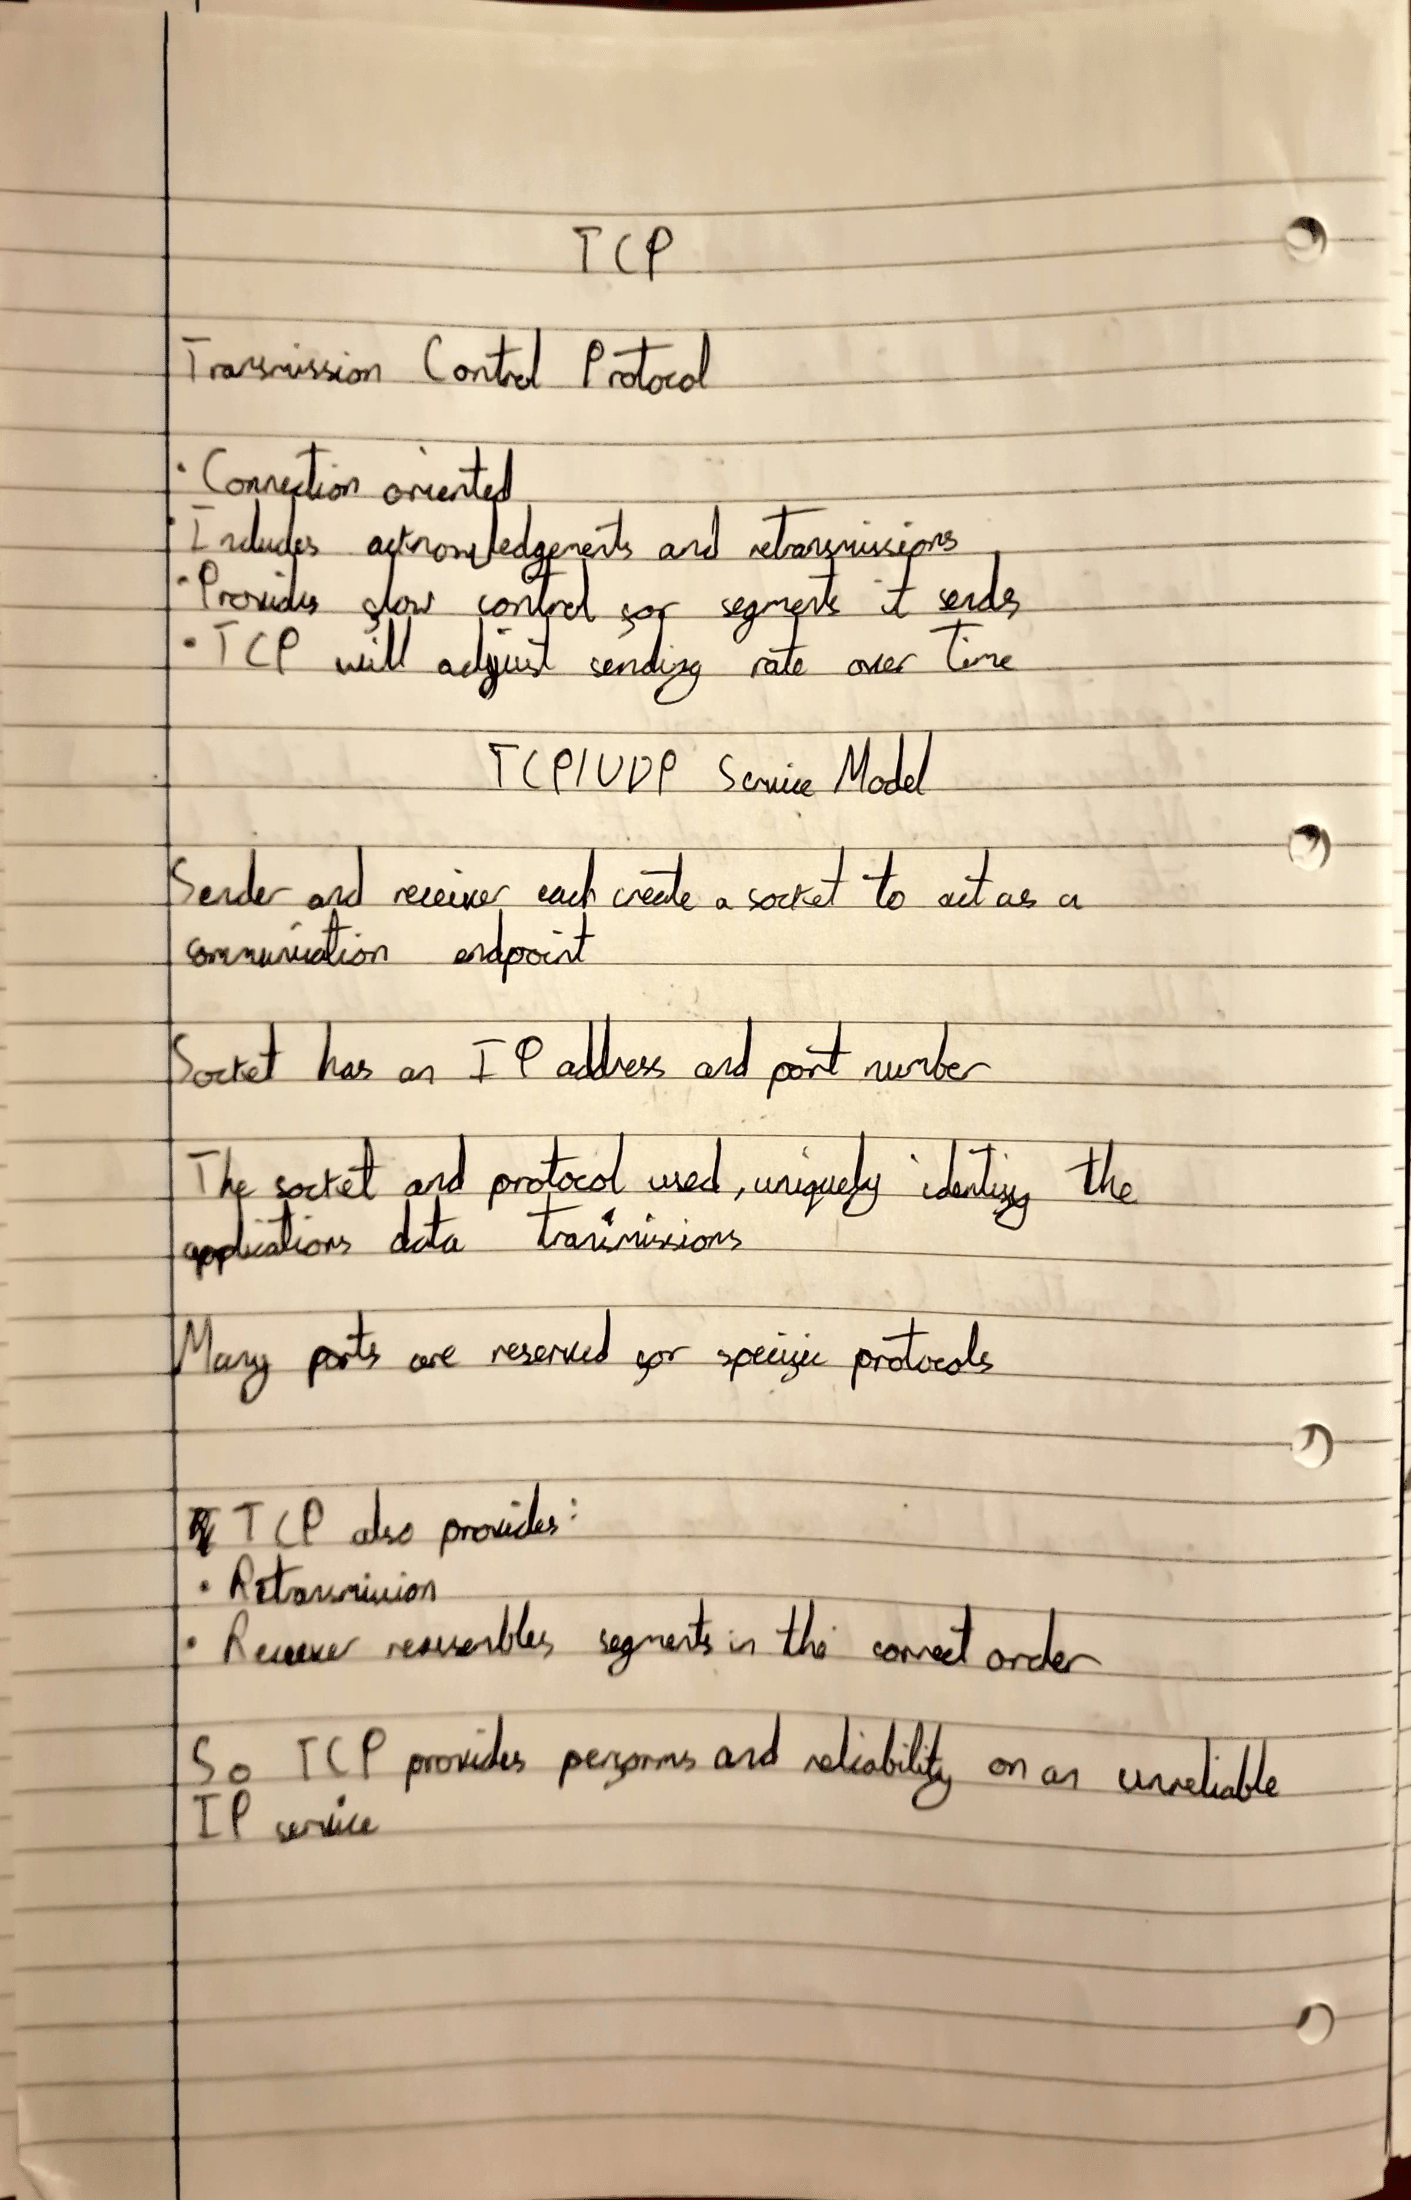 TCP
Transmission Control Protocol
• Connection oriented
• Includes acknowledgements and retransmissions
• Provides flow control for segments it sends
• TCP will adjust sending rate over time
TCP/UDP Service Model
Sender and receiver each create a socket to act as a
communication endpoint
Socket has an IP address and port number
The socket and protocol used, uniquely identify the
applications data transmissions
Many ports are reserved for specific protocols
TCP also provides:
• Retransmission
• Receiver reassembles segments in the correct order
So TCP provides performs and reliability on an unreliable
IP service